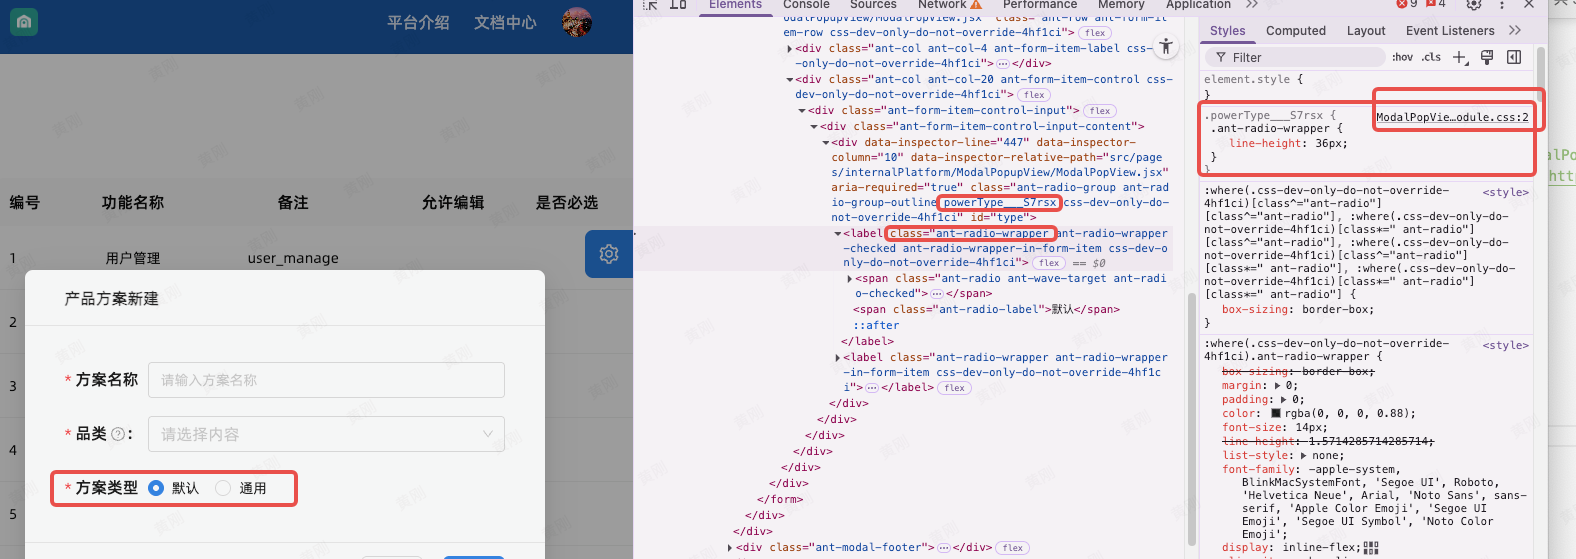 平台介绍 文档中心
编号 功能名称 备注 允许编辑 是否必选
1 用户管理 user_manage
2
3
4
5
产品方案新建
* 方案名称 请输入方案名称
* 品类 ? : 请选择内容
* 方案类型 默认 通用
Elements Console Sources Network Performance Memory Application >> 9 4
odalPopupView/ModalPopView.jsx" class="ant-row ant-form-it
em-row css-dev-only-do-not-override-4hf1ci"> flex
<div class="ant-col ant-col-4 ant-form-item-label css-
-only-do-not-override-4hf1ci"> … </div>
<div class="ant-col ant-col-20 ant-form-item-control css-
dev-only-do-not-override-4hf1ci"> flex
<div class="ant-form-item-control-input"> flex
<div class="ant-form-item-control-input-content">
<div data-inspector-line="447" data-inspector-
column="10" data-inspector-relative-path="src/page
s/internalPlatform/ModalPopupView/ModalPopView.jsx"
aria-required="true" class="ant-radio-group ant-rad
io-group-outline powerType___S7rsx css-dev-only-do-
not-override-4hf1ci" id="type">
<label class="ant-radio-wrapper ant-radio-wrapper
-checked ant-radio-wrapper-in-form-item css-dev-o
nly-do-not-override-4hf1ci"> flex == $0
<span class="ant-radio ant-wave-target ant-radi
o-checked"> … </span>
<span class="ant-radio-label">默认</span>
::after
</label>
<label class="ant-radio-wrapper ant-radio-wrapper
-in-form-item css-dev-only-do-not-override-4hf1c
i"> … </label> flex
</div>
</div>
</div>
</div>
</div>
</div>
</form>
</div>
</div>
<div class="ant-modal-footer"> … </div> flex
Styles Computed Layout Event Listeners >>
Filter :hov .cls +
element.style {
}
.powerType___S7rsx { ModalPopVie…odule.css:2
.ant-radio-wrapper {
line-height: 36px;
}
}
:where(.css-dev-only-do-not-override- <style>
4hf1ci)[class^="ant-radio"]
[class^="ant-radio"], :where(.css-dev-only-do-
not-override-4hf1ci)[class*=" ant-radio"]
[class^="ant-radio"], :where(.css-dev-only-do-
not-override-4hf1ci)[class^="ant-radio"]
[class*=" ant-radio"], :where(.css-dev-only-do-
not-override-4hf1ci)[class*=" ant-radio"]
[class*=" ant-radio"] {
box-sizing: border-box;
}
:where(.css-dev-only-do-not-override- <style>
4hf1ci).ant-radio-wrapper {
box-sizing: border-box;
margin: 0;
padding: 0;
color: rgba(0, 0, 0, 0.88);
font-size: 14px;
line-height: 1.5714285714285714;
list-style: none;
font-family: -apple-system,
BlinkMacSystemFont, 'Segoe UI', Roboto,
'Helvetica Neue', Arial, 'Noto Sans', sans-
serif, 'Apple Color Emoji', 'Segoe UI
Emoji', 'Segoe UI Symbol', 'Noto Color
Emoji';
display: inline-flex;